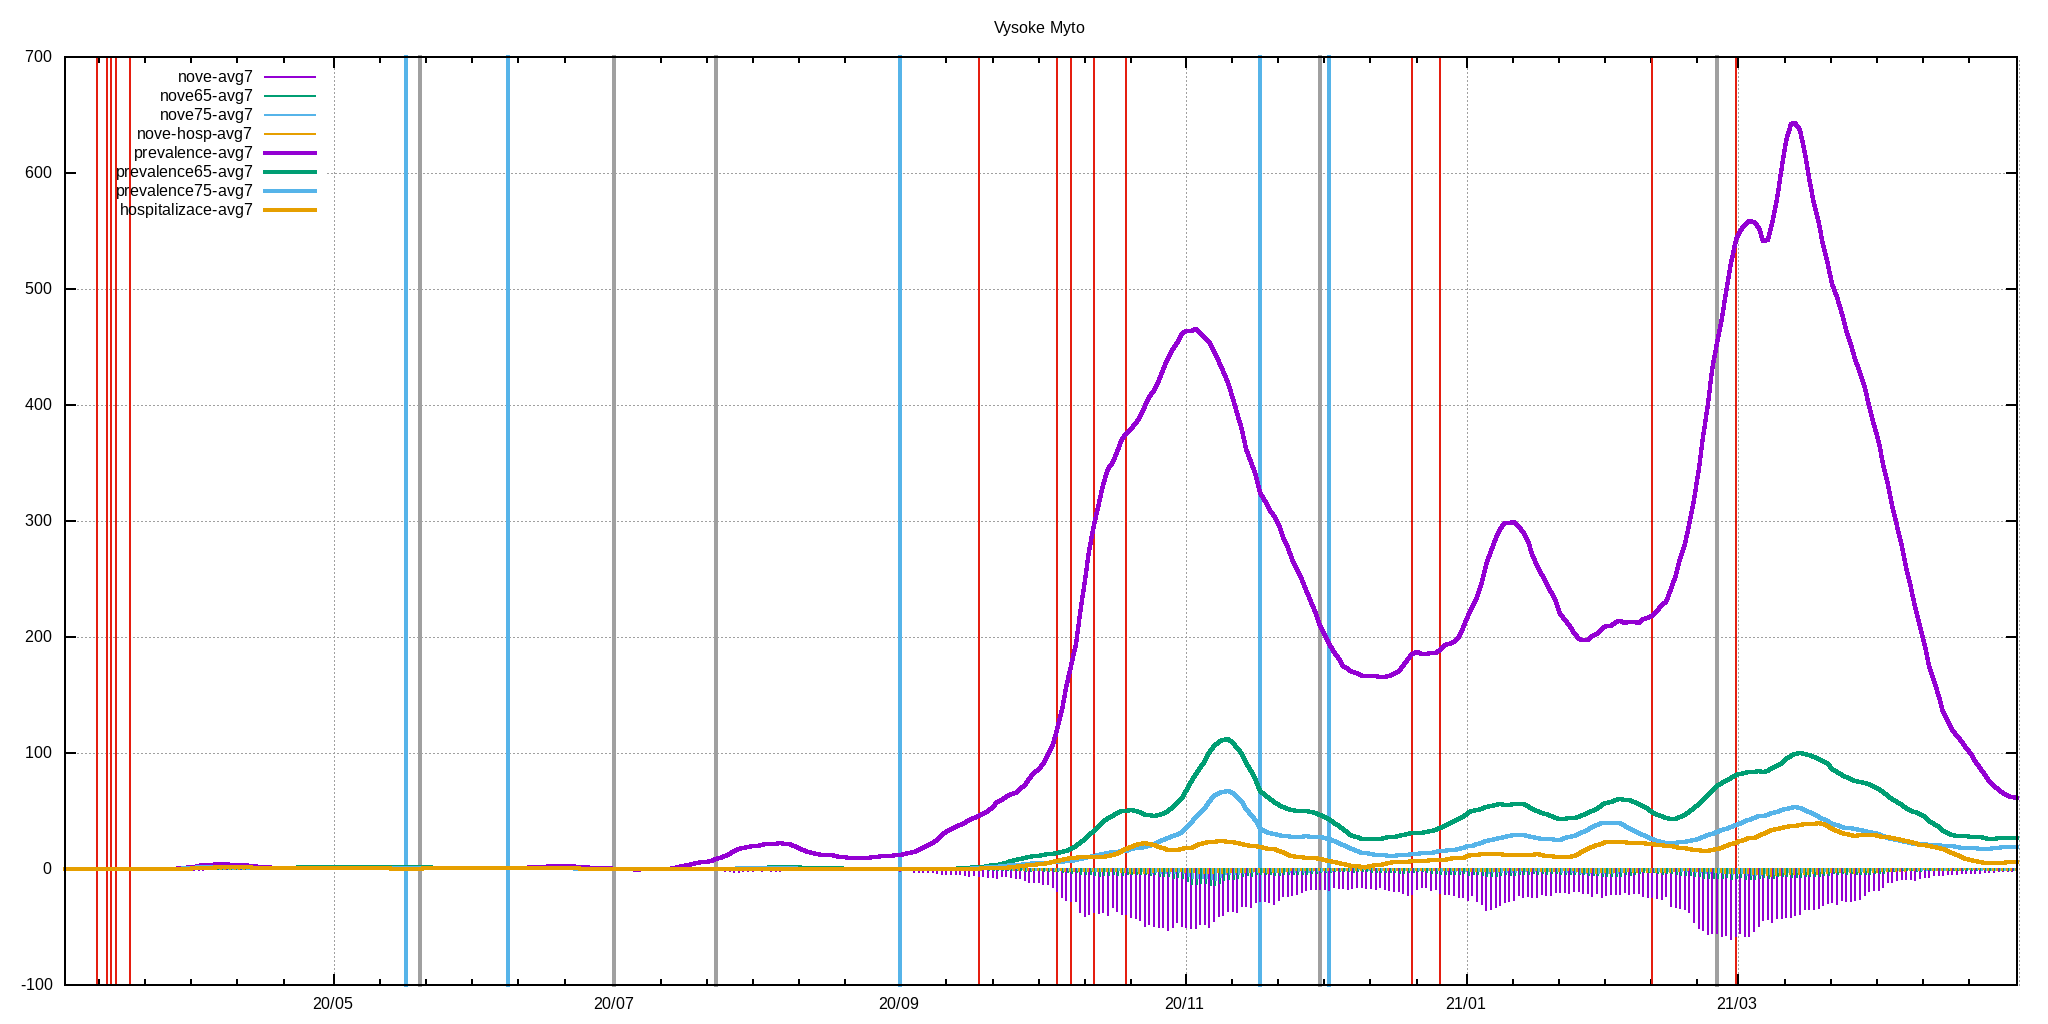 Vysoke Myto
700
600
500
400
300
200
100
0
-100
nove-avg7
nove65-avg7
nove75-avg7
nove-hosp-avg7
prevalence-avg7
prevalence65-avg7
prevalence75-avg7
hospitalizace-avg7
20/05
20/07
20/09
20/11
21/01
21/03